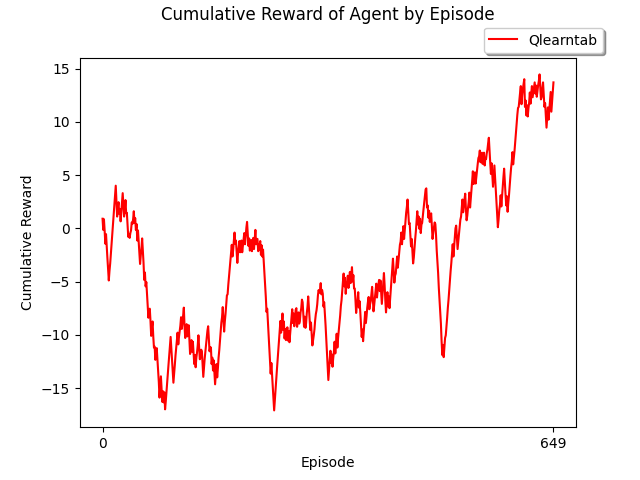 Cumulative Reward of Agent by Episode
Qlearntab
15
10
5
0
−5
−10
−15
Cumulative Reward
0
649
Episode